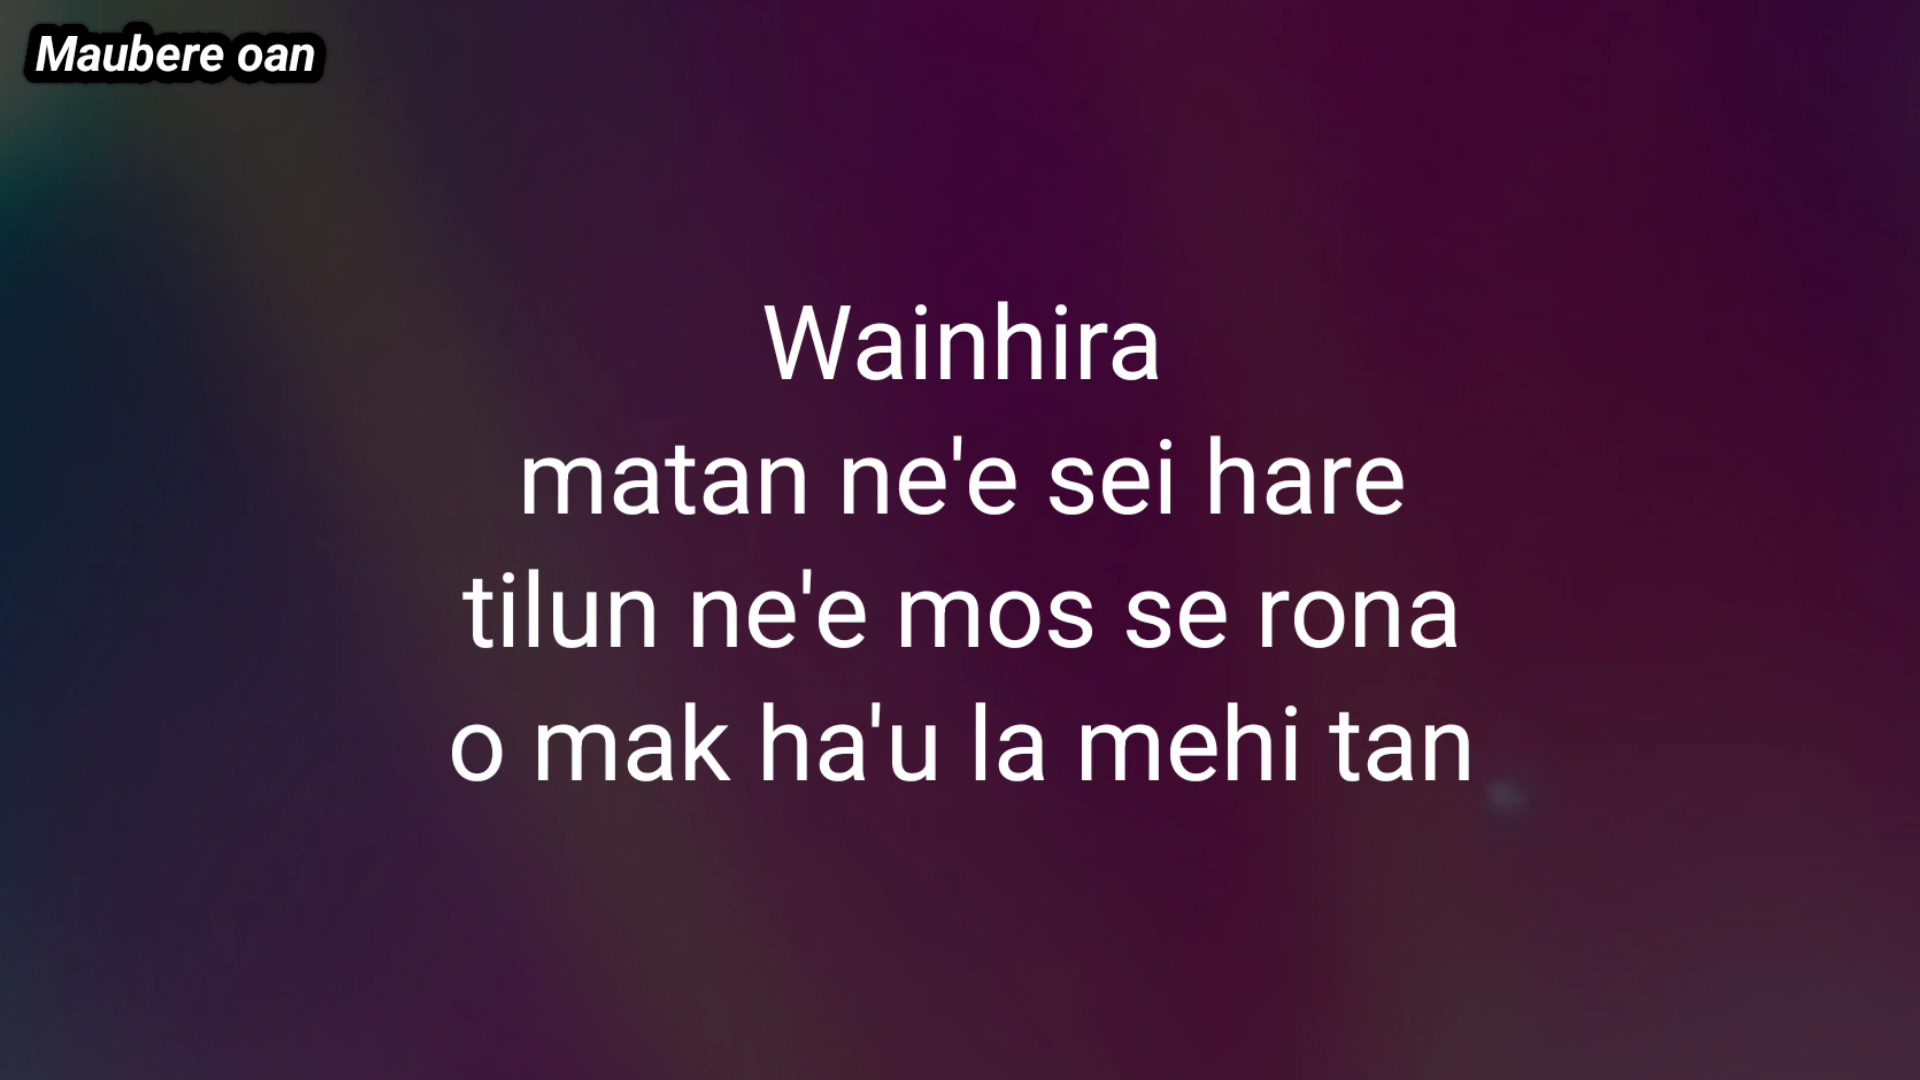 Maubere oan
Wainhira
matan ne'e sei hare
tilun ne'e mos se rona
o mak ha'u la mehi tan